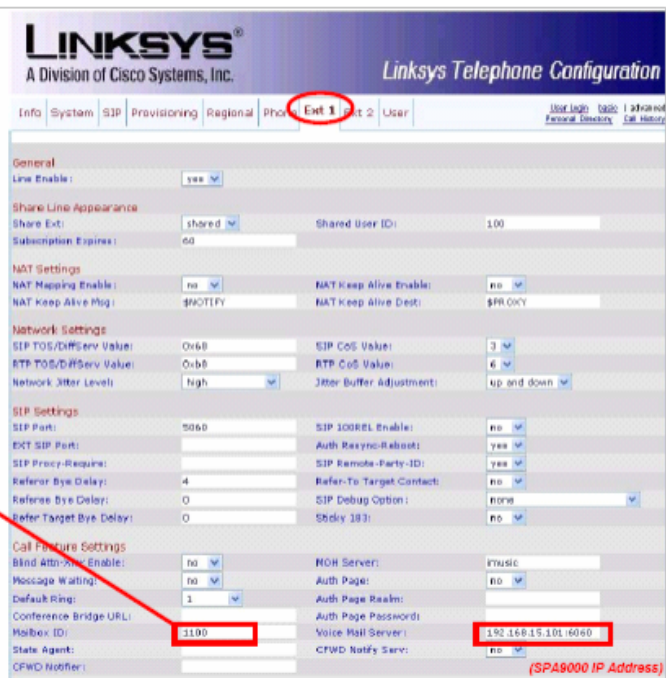 LINKSYS®
A Division of Cisco Systems, Inc.
Linksys Telephone Configuration
Info System SIP Provisioning Regional Phone Ext 1 Ext 2 User
User Login basic | advanced
Personal Directory Call History
General
Line Enable: yes
Share Line Appearance
Share Ext: shared Shared User ID: 100
Subscription Expires: 60
NAT Settings
NAT Mapping Enable: no NAT Keep Alive Enable: no
NAT Keep Alive Msg: $NOTIFY NAT Keep Alive Dest: $PROXY
Network Settings
SIP TOS/DiffServ Value: 0x68 SIP CoS Value: 3
RTP TOS/DiffServ Value: 0xb8 RTP CoS Value: 6
Network Jitter Level: high Jitter Buffer Adjustment: up and down
SIP Settings
SIP Port: 5060 SIP 100REL Enable: no
EXT SIP Port: Auth Resync-Reboot: yes
SIP Proxy-Require: SIP Remote-Party-ID: yes
Referor Bye Delay: 4 Refer-To Target Contact: no
Referee Bye Delay: 0 SIP Debug Option: none
Refer Target Bye Delay: 0 Sticky 183: no
Call Feature Settings
Blind Attn-Xfer Enable: no MOH Server: imusic
Message Waiting: no Auth Page: no
Default Ring: 1 Auth Page Realm:
Conference Bridge URL: Auth Page Password:
Mailbox ID: 1100 Voice Mail Server: 192.168.15.101:6060
State Agent: CFWD Notify Serv: no
CFWD Notifier: (SPA9000 IP Address)